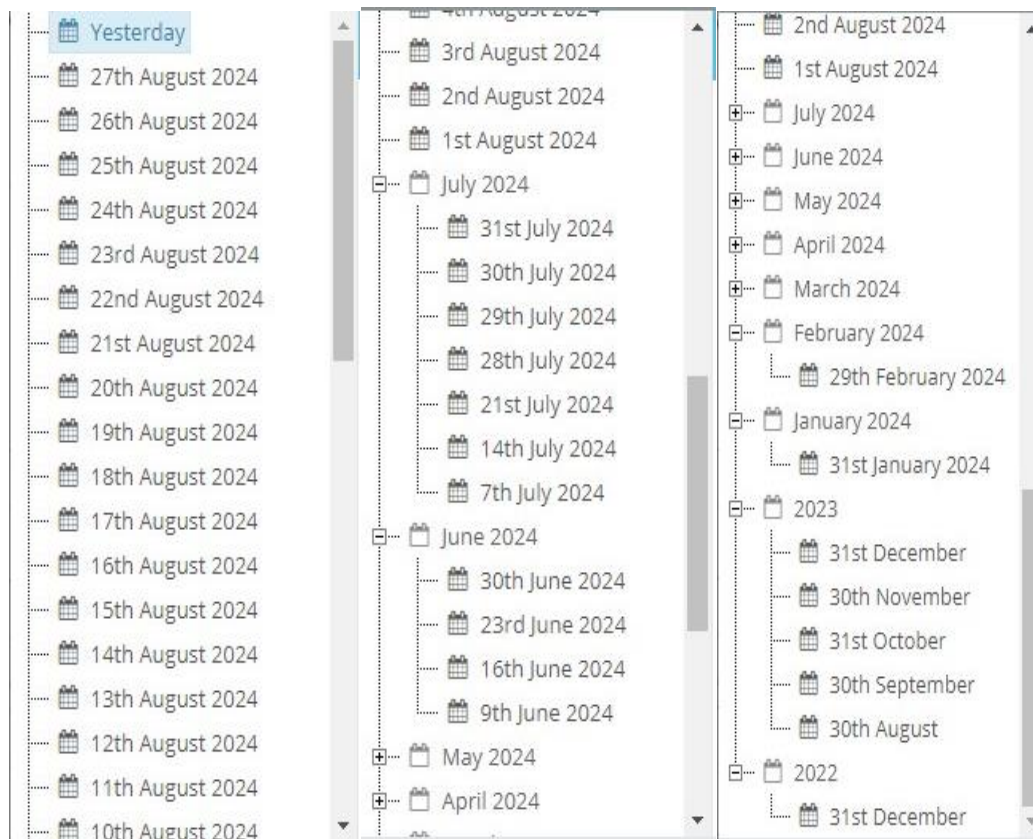 Yesterday
27th August 2024
26th August 2024
25th August 2024
24th August 2024
23rd August 2024
22nd August 2024
21st August 2024
20th August 2024
19th August 2024
18th August 2024
17th August 2024
16th August 2024
15th August 2024
14th August 2024
13th August 2024
12th August 2024
11th August 2024
10th August 2024
4th August 2024
3rd August 2024
2nd August 2024
1st August 2024
July 2024
31st July 2024
30th July 2024
29th July 2024
28th July 2024
21st July 2024
14th July 2024
7th July 2024
June 2024
30th June 2024
23rd June 2024
16th June 2024
9th June 2024
May 2024
April 2024
2nd August 2024
1st August 2024
July 2024
June 2024
May 2024
April 2024
March 2024
February 2024
29th February 2024
January 2024
31st January 2024
2023
31st December
30th November
31st October
30th September
30th August
2022
31st December